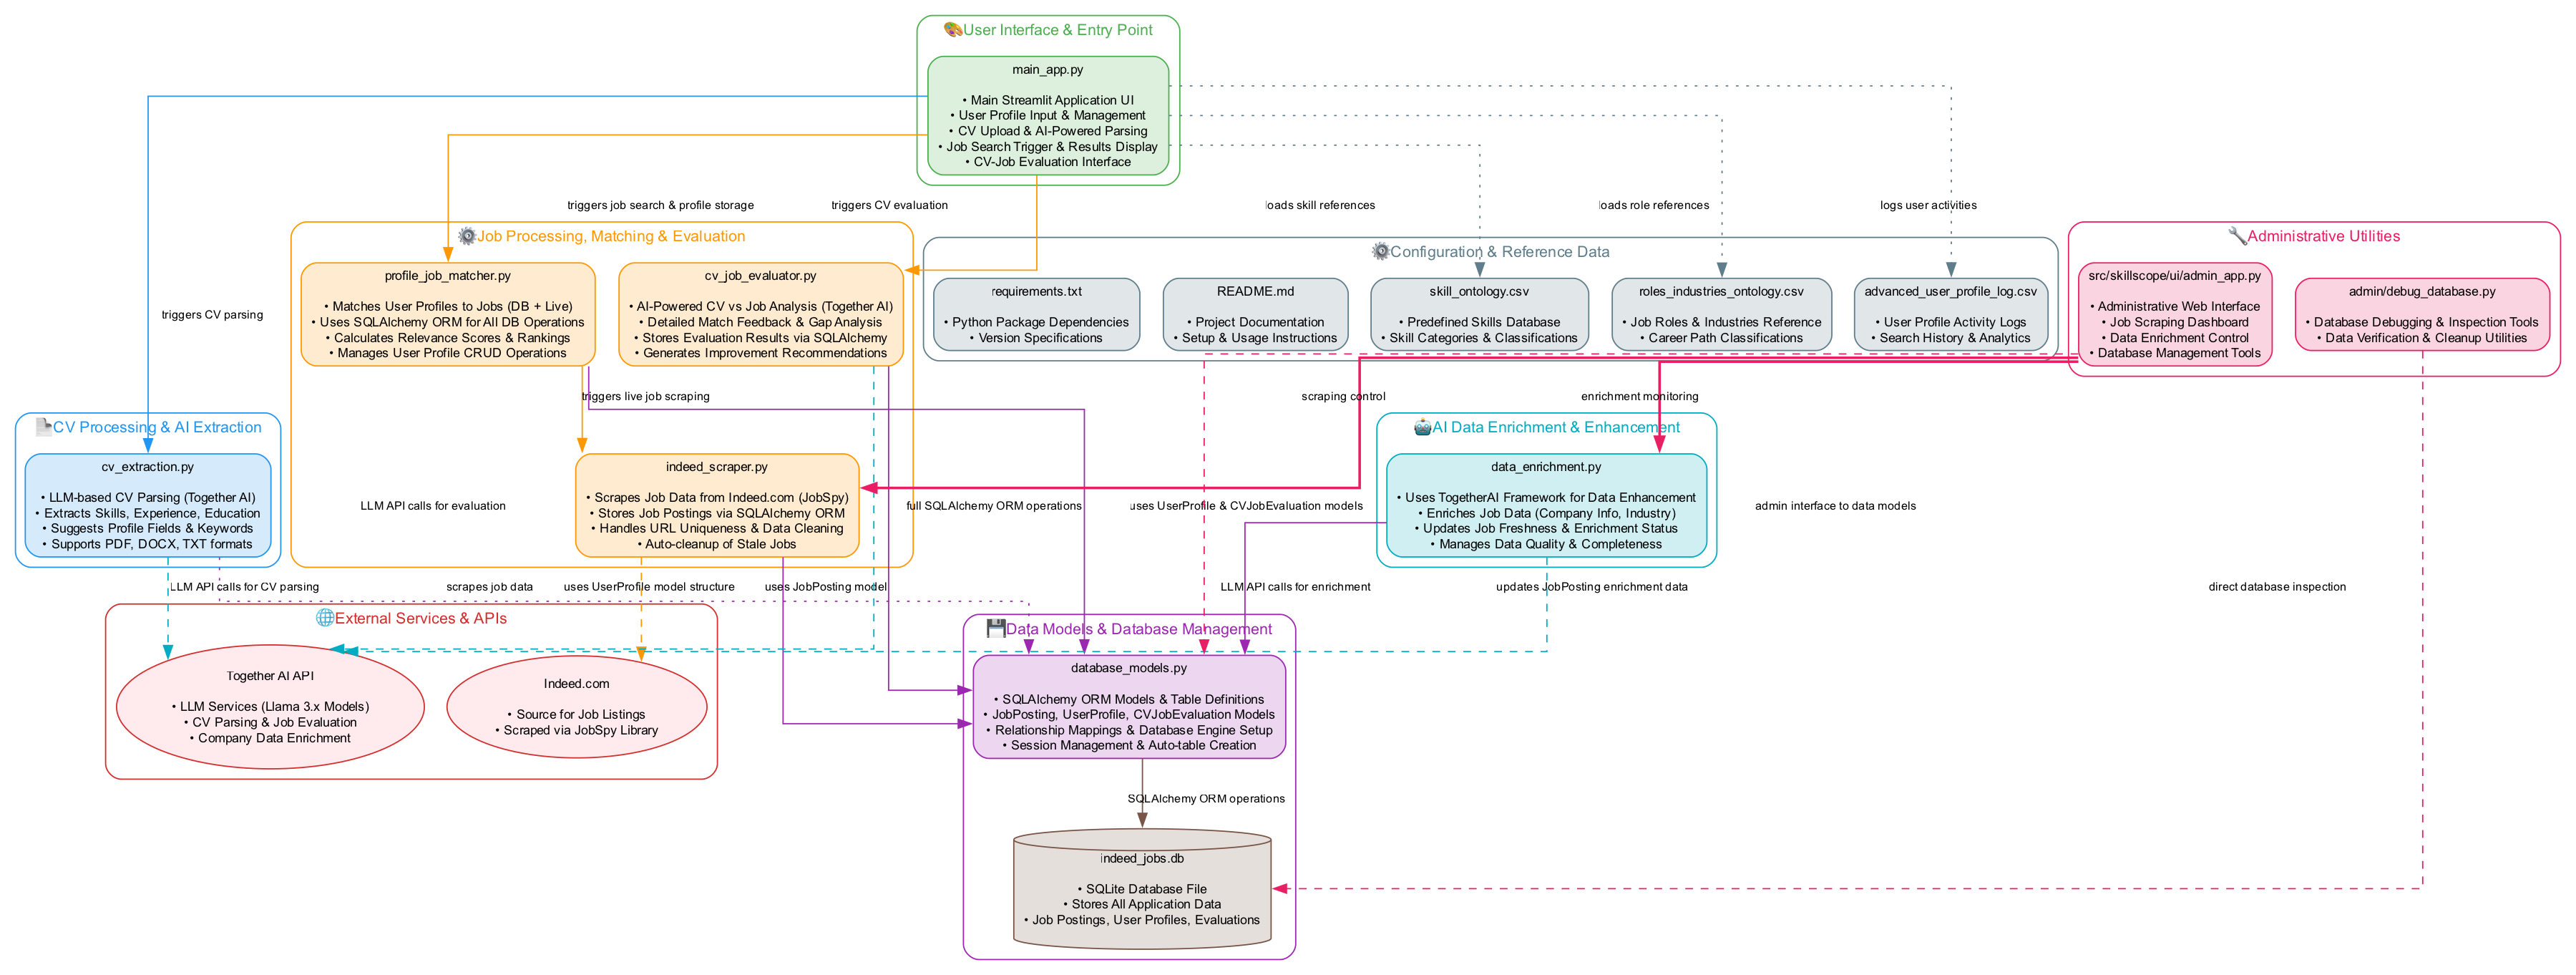 🎨User Interface & Entry Point
main_app.py
• Main Streamlit Application UI
• User Profile Input & Management
• CV Upload & AI-Powered Parsing
• Job Search Trigger & Results Display
• CV-Job Evaluation Interface
triggers job search & profile storage
triggers CV evaluation
loads skill references
loads role references
logs user activities
triggers CV parsing
⚙Job Processing, Matching & Evaluation
profile_job_matcher.py
• Matches User Profiles to Jobs (DB + Live)
• Uses SQLAlchemy ORM for All DB Operations
• Calculates Relevance Scores & Rankings
• Manages User Profile CRUD Operations
cv_job_evaluator.py
• AI-Powered CV vs Job Analysis (Together AI)
• Detailed Match Feedback & Gap Analysis
• Stores Evaluation Results via SQLAlchemy
• Generates Improvement Recommendations
⚙Configuration & Reference Data
requirements.txt
• Python Package Dependencies
• Version Specifications
README.md
• Project Documentation
• Setup & Usage Instructions
skill_ontology.csv
• Predefined Skills Database
• Skill Categories & Classifications
roles_industries_ontology.csv
• Job Roles & Industries Reference
• Career Path Classifications
advanced_user_profile_log.csv
• User Profile Activity Logs
• Search History & Analytics
🔧Administrative Utilities
src/skillscope/ui/admin_app.py
• Administrative Web Interface
• Job Scraping Dashboard
• Data Enrichment Control
• Database Management Tools
admin/debug_database.py
• Database Debugging & Inspection Tools
• Data Verification & Cleanup Utilities
triggers live job scraping
scraping control
enrichment monitoring
📄CV Processing & AI Extraction
cv_extraction.py
• LLM-based CV Parsing (Together AI)
• Extracts Skills, Experience, Education
• Suggests Profile Fields & Keywords
• Supports PDF, DOCX, TXT formats
LLM API calls for evaluation
indeed_scraper.py
• Scrapes Job Data from Indeed.com (JobSpy)
• Stores Job Postings via SQLAlchemy ORM
• Handles URL Uniqueness & Data Cleaning
• Auto-cleanup of Stale Jobs
full SQLAlchemy ORM operations
uses UserProfile & CVJobEvaluation models
🤖AI Data Enrichment & Enhancement
data_enrichment.py
• Uses TogetherAI Framework for Data Enhancement
• Enriches Job Data (Company Info, Industry)
• Updates Job Freshness & Enrichment Status
• Manages Data Quality & Completeness
admin interface to data models
LLM API calls for CV parsing
scrapes job data
uses UserProfile model structure
uses JobPosting model
LLM API calls for enrichment
updates JobPosting enrichment data
direct database inspection
🌐External Services & APIs
Together AI API
• LLM Services (Llama 3.x Models)
• CV Parsing & Job Evaluation
• Company Data Enrichment
Indeed.com
• Source for Job Listings
• Scraped via JobSpy Library
💾Data Models & Database Management
database_models.py
• SQLAlchemy ORM Models & Table Definitions
• JobPosting, UserProfile, CVJobEvaluation Models
• Relationship Mappings & Database Engine Setup
• Session Management & Auto-table Creation
SQLAlchemy ORM operations
indeed_jobs.db
• SQLite Database File
• Stores All Application Data
• Job Postings, User Profiles, Evaluations